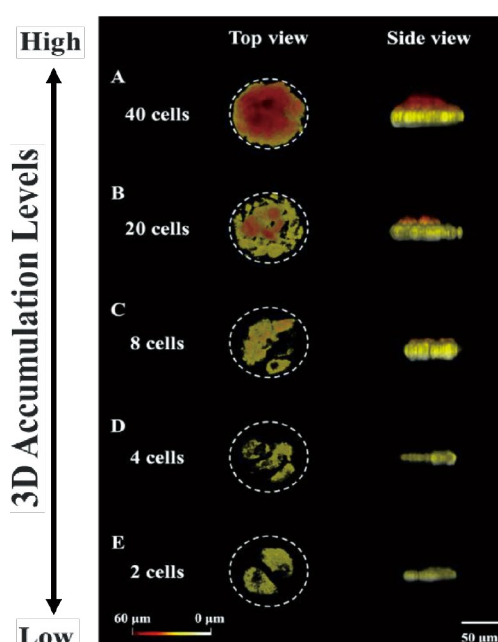 High
Top view
Side view
A
40 cells
B
20 cells
C
8 cells
D
4 cells
E
2 cells
3D Accumulation Levels
Low
60 μm
0 μm
50 μm